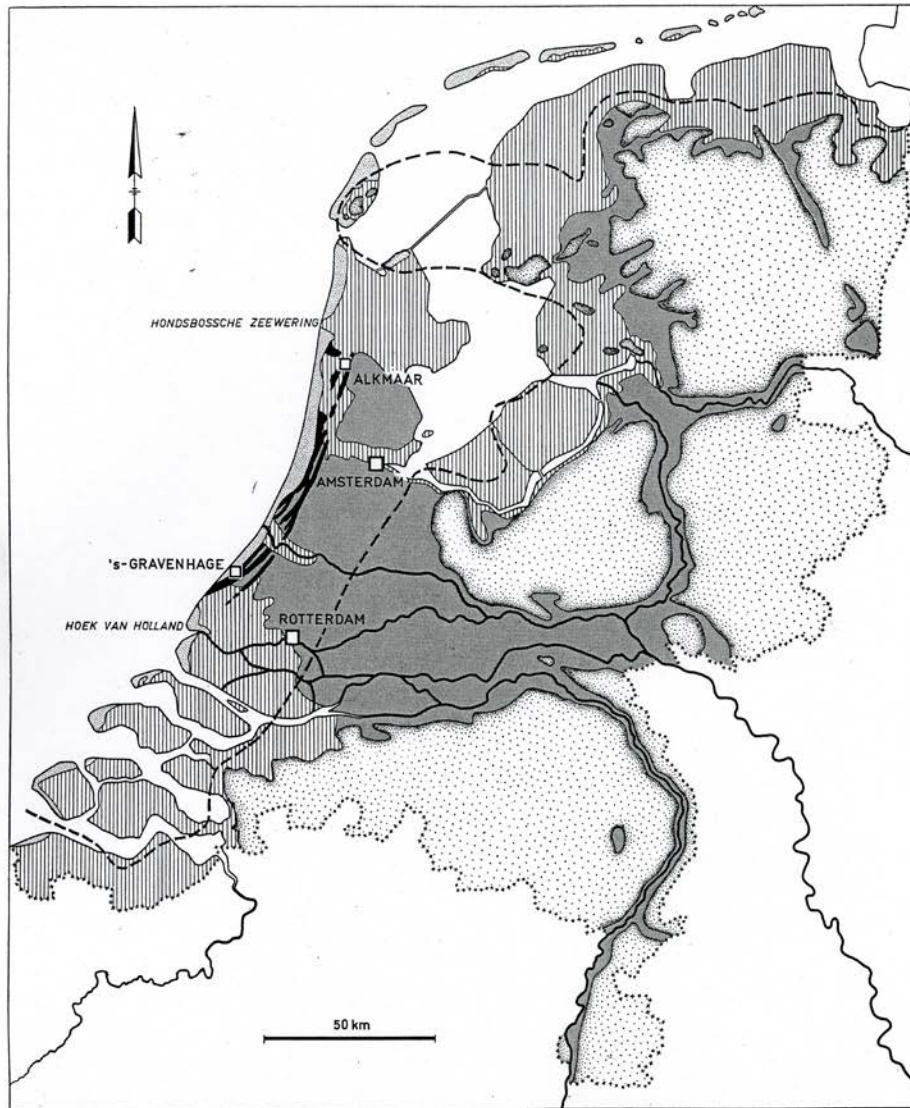 HONDSBOSSCHE ZEEWERING
ALKMAAR
AMSTERDAM
's-GRAVENHAGE
HOEK VAN HOLLAND
ROTTERDAM
50 km